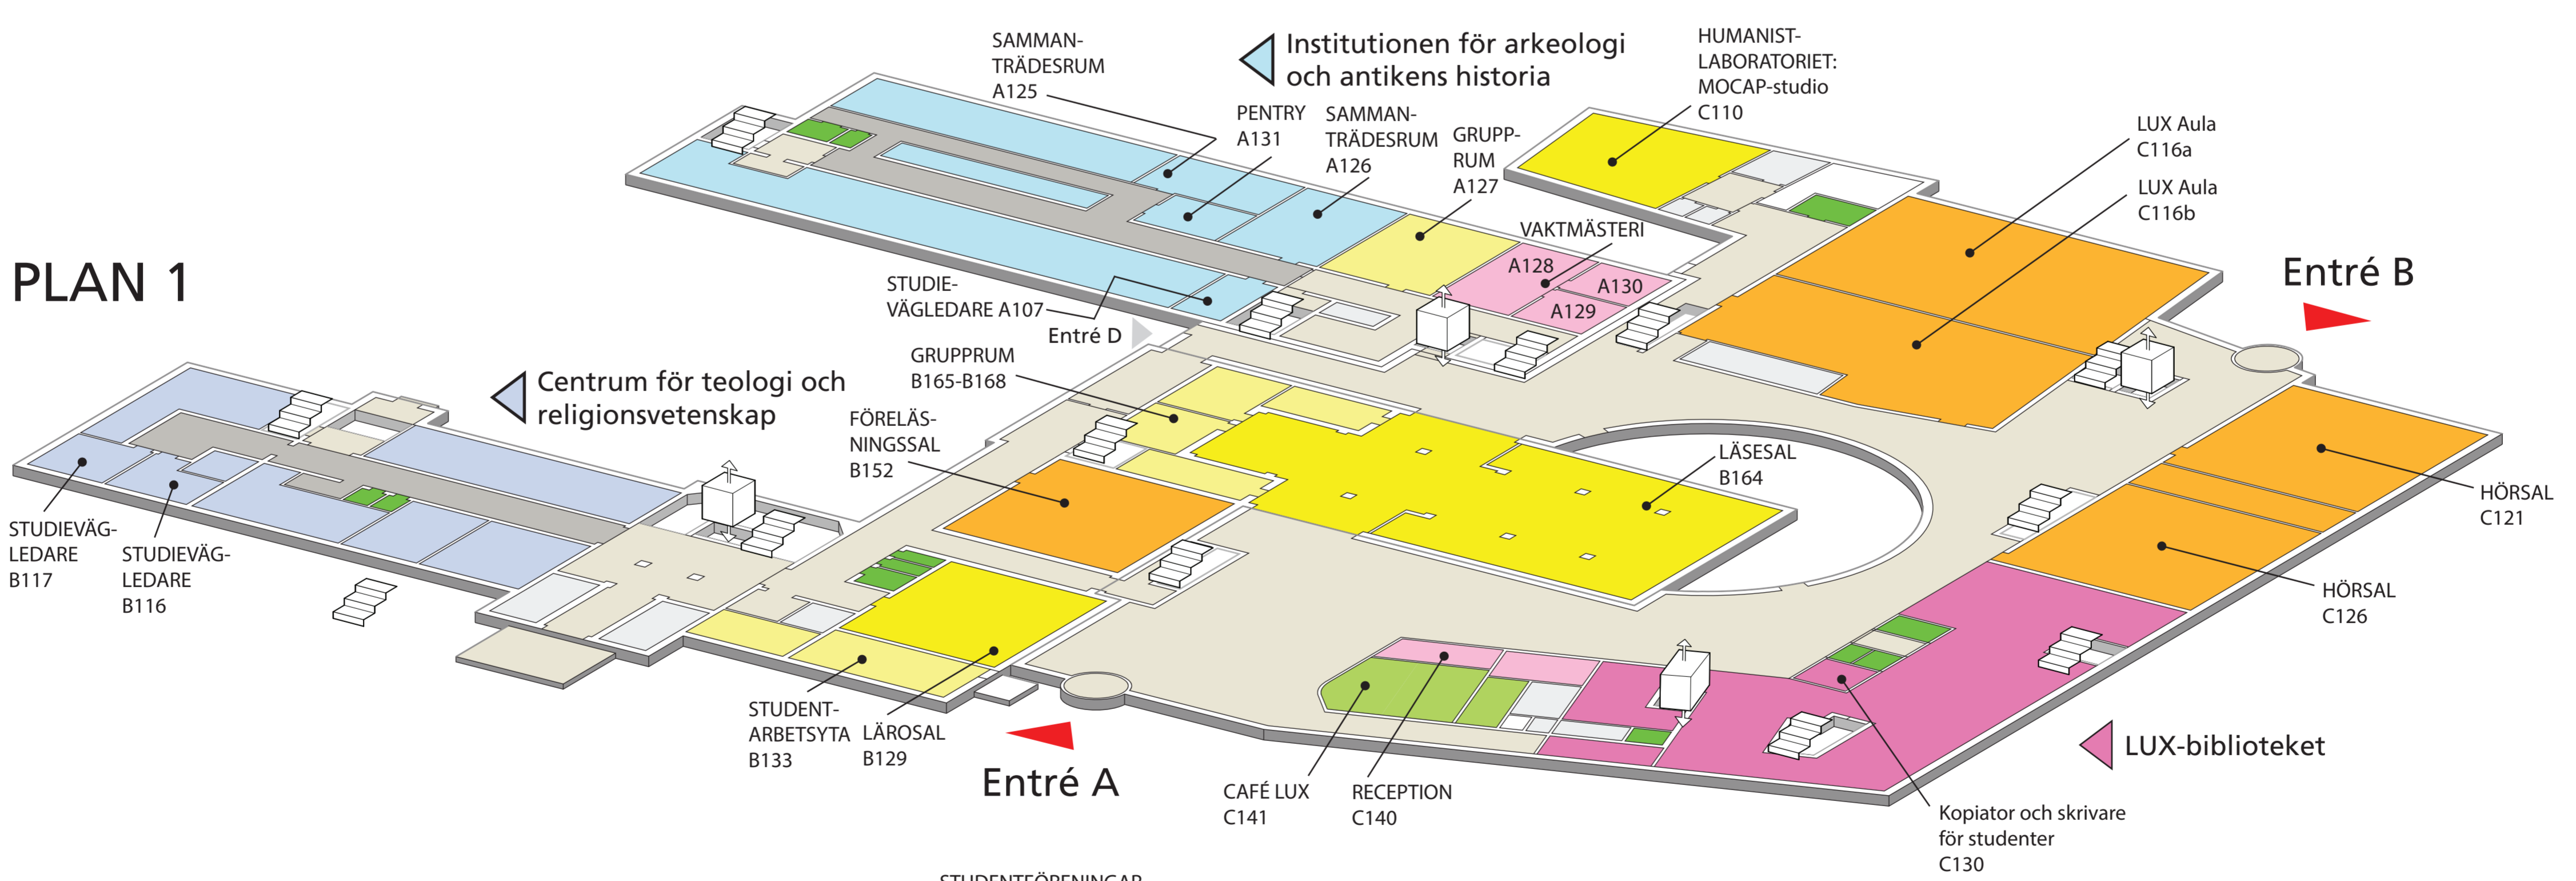 PLAN 1
SAMMAN-
TRÄDESRUM
A125
Institutionen för arkeologi
och antikens historia
PENTRY
A131
SAMMAN-
TRÄDESRUM
A126
GRUPP-
RUM
A127
HUMANIST-
LABORATORIET:
MOCAP-studio
C110
LUX Aula
C116a
LUX Aula
C116b
VAKTMÄSTERI
A128
A130
A129
Entré B
STUDIE-
VÄGLEDARE A107
Entré D
GRUPPRUM
B165-B168
Centrum för teologi och
religionsvetenskap
FÖRELÄS-
NINGSSAL
B152
LÄSESAL
B164
HÖRSAL
C121
HÖRSAL
C126
STUDIEVÄG-
LEDARE
B117
STUDIEVÄG-
LEDARE
B116
STUDENT-
ARBETSYTA
B133
LÄROSAL
B129
Entré A
CAFÉ LUX
C141
RECEPTION
C140
LUX-biblioteket
Kopiator och skrivare
för studenter
C130
STUDENTFÖRENINGAR